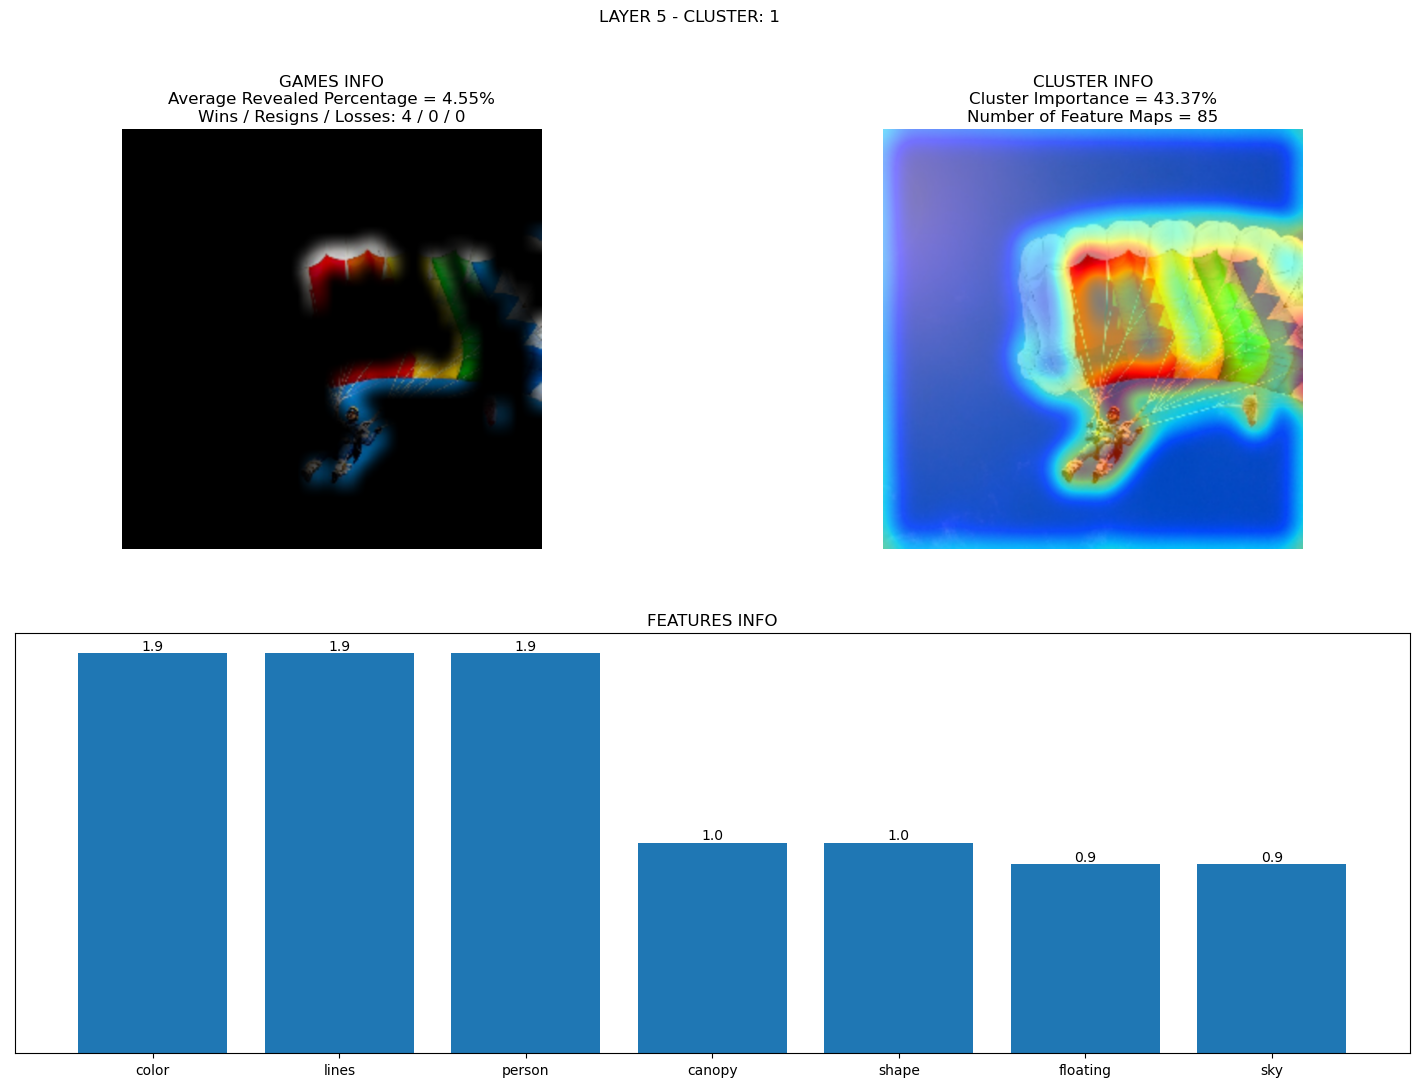 LAYER 5 - CLUSTER: 1
GAMES INFO
Average Revealed Percentage = 4.55%
Wins / Resigns / Losses: 4 / 0 / 0
CLUSTER INFO
Cluster Importance = 43.37%
Number of Feature Maps = 85
FEATURES INFO
1.9 1.9 1.9 1.0 1.0 0.9 0.9
color lines person canopy shape floating sky